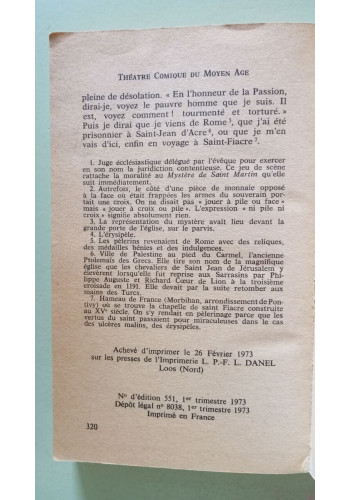 THÉATRE COMIQUE DU MOYEN AGE
pleine de désolation. « En l'honneur de la Passion,
dirai-je, voyez le pauvre homme que je suis. Il
est, voyez comment ! tourmenté et torturé. »
Puis je dirai que je viens de Rome⁵, que j'ai été
prisonnier à Saint-Jean d'Acre⁶, ou que je m'en
vais d'ici, enfin en voyage à Saint-Fiacre⁷.
1. Juge ecclésiastique délégué par l'évêque pour exercer
en son nom la juridiction contentieuse. Ce jeu de scène
rattache la moralité au Mystère de Saint Martin qu'elle
suit immédiatement.
2. Autrefois, le côté d'une pièce de monnaie opposé
à la face où était frappées les armes du souverain por-
tait une croix. On ne disait pas « jouer à pile ou face »
mais « jouer à croix ou pile ». L'expression « ni pile ni
croix » signifie absolument rien.
3. La représentation du mystère avait lieu devant la
grande porte de l'église, sur le parvis.
4. L'érysipèle.
5. Les pèlerins revenaient de Rome avec des reliques,
des médailles bénies et des indulgences.
6. Ville de Palestine au pied du Carmel, l'ancienne
Ptolémaïs des Grecs. Elle tire son nom de la magnifique
église que les chevaliers de Saint Jean de Jérusalem y
élevèrent lorsqu'elle fut reprise aux Sarrasins par Phi-
lippe Auguste et Richard Cœur de Lion à la troisième
croisade en 1191. Elle devait par la suite retomber aux
mains des Turcs.
7. Hameau de France (Morbihan, arrondissement de Pon-
tivy) où se trouve la chapelle de saint Fiacre construite
au XVᵉ siècle. On s'y rendait en pèlerinage parce que les
vertus du saint passaient pour miraculeuses dans le cas
des ulcères malins, des érysipèles.
Achevé d'imprimer le 26 Février 1973
sur les presses de l'Imprimerie L. P.-F. L. DANEL
Loos (Nord)
Nº d'édition 551, 1ᵉʳ trimestre 1973
Dépôt légal nº 8038, 1ᵉʳ trimestre 1973
Imprimé en France
320